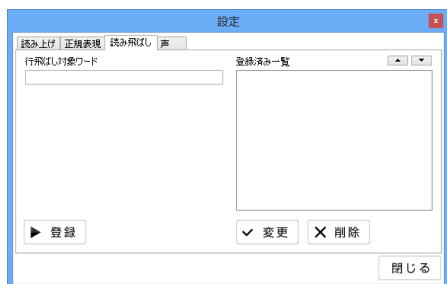 設定
x
読み上げ 正規表現 読み飛ばし 声
行飛ばし対象ワード
登録済み一覧
登録
変更
削除
閉じる